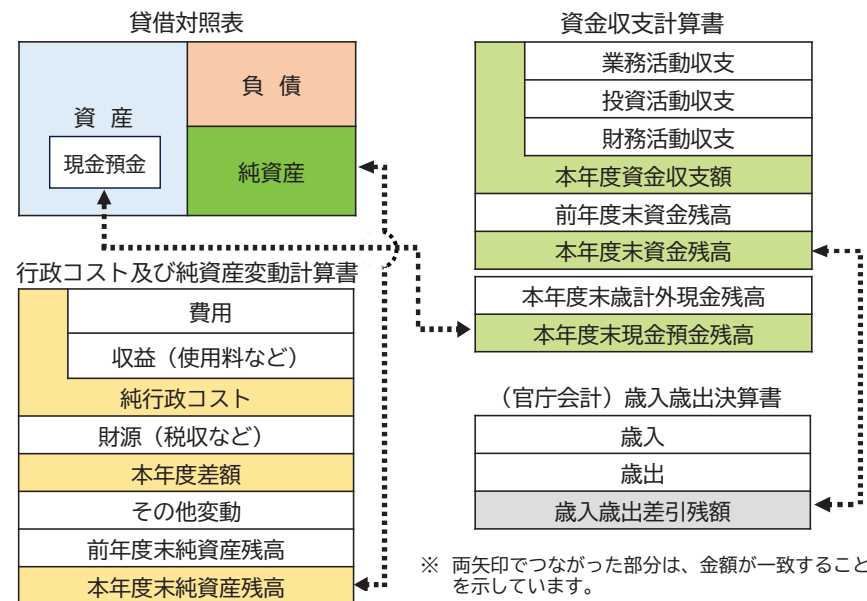 貸借対照表
資 産
現金預金
負 債
純資産
行政コスト及び純資産変動計算書
費用
収益（使用料など）
純行政コスト
財源（税収など）
本年度差額
その他変動
前年度末純資産残高
本年度末純資産残高
資金収支計算書
業務活動収支
投資活動収支
財務活動収支
本年度資金収支額
前年度末資金残高
本年度末資金残高
本年度末歳計外現金残高
本年度末現金預金残高
（官庁会計）歳入歳出決算書
歳入
歳出
歳入歳出差引残額
※ 両矢印でつながった部分は、金額が一致すること
を示しています。